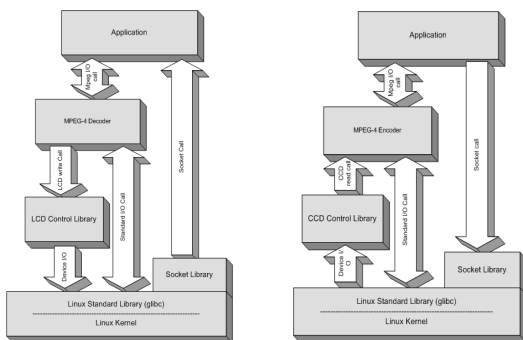 Application
Mpeg I/O
call
MPEG-4 Decoder
LCD write Call
Standard I/O Call
Socket Call
LCD Control Library
Device I/O
Socket Library
Linux Standard Library (glibc)
Linux Kernel
Application
Mpeg I/O
call
MPEG-4 Encoder
CCD
read call
Standard I/O Call
Socket call
CCD Control Library
Device I/
O
Socket Library
Linux Standard Library (glibc)
Linux Kernel